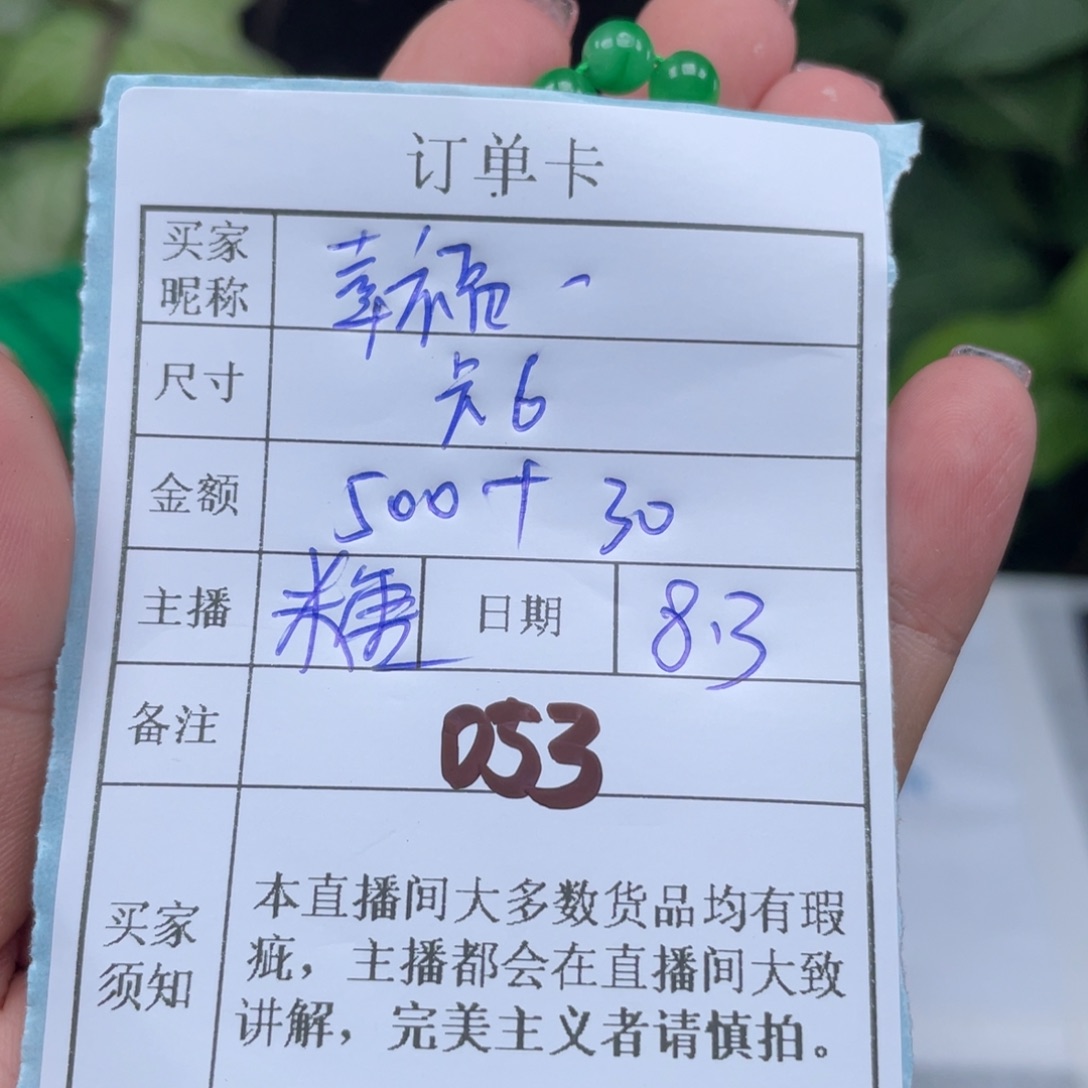 订单卡
买家昵称 幸福一
尺寸 关6
金额 500+30
主播 糖 日期 8.3
备注 053
买家须知 本直播间大多数货品均有瑕
疵，主播都会在直播间大致
讲解，完美主义者请慎拍。